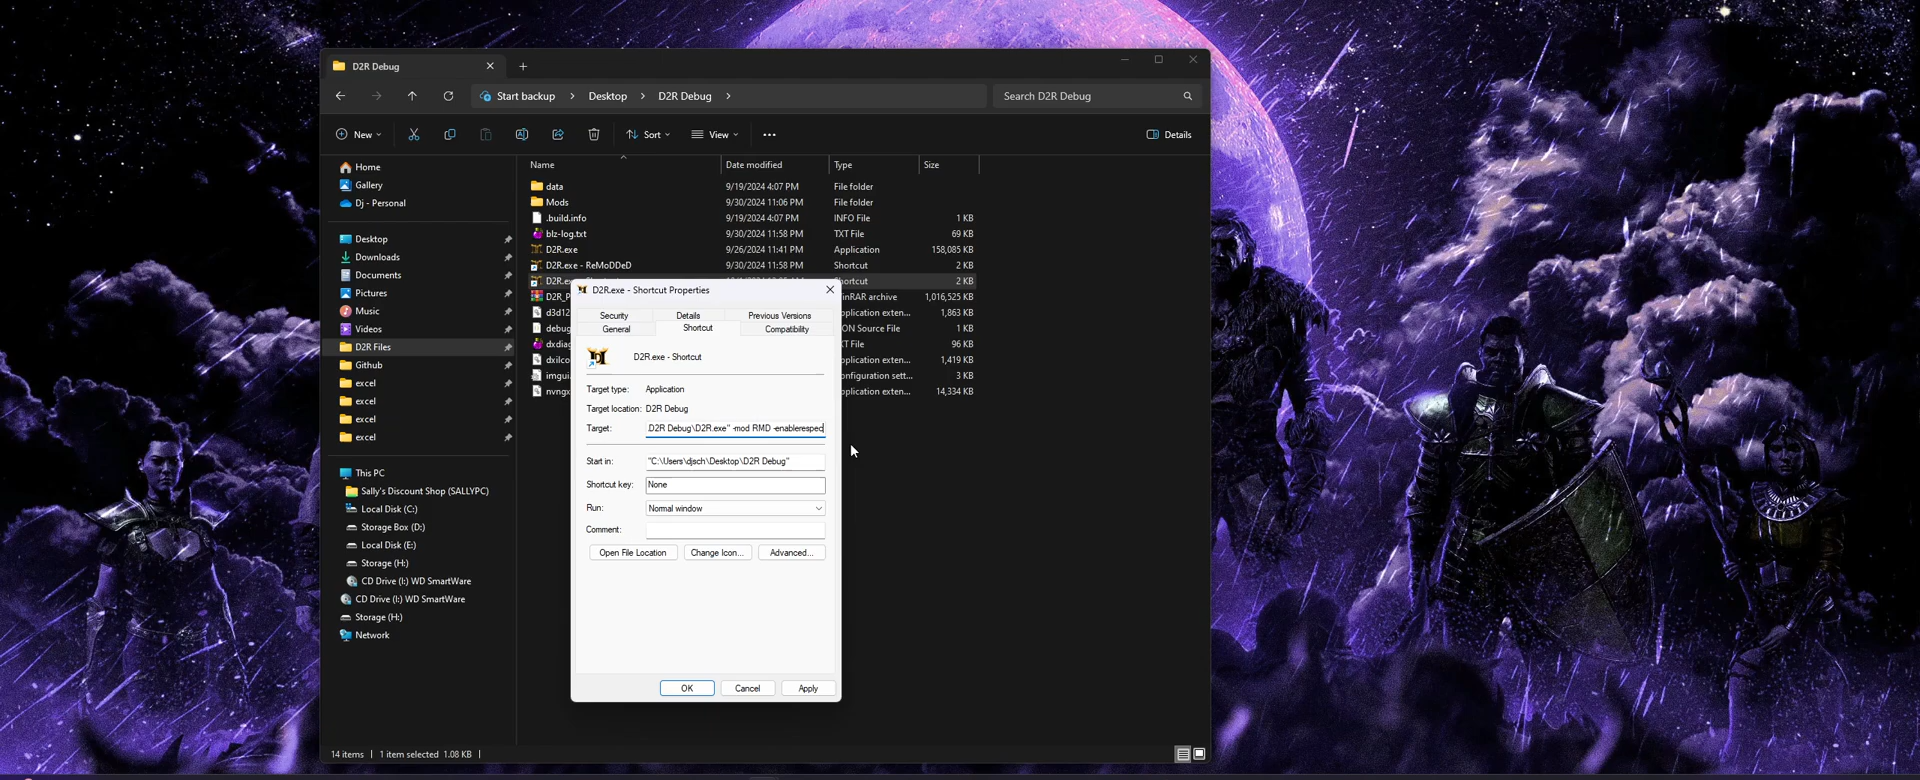 D2R Debug
Start backup > Desktop > D2R Debug >
Search D2R Debug
New
Sort
View
Details
Home
Gallery
Dj - Personal
Desktop
Downloads
Documents
Pictures
Music
Videos
D2R Files
Github
excel
excel
excel
excel
This PC
Sally's Discount Shop (SALLYPC)
Local Disk (C:)
Storage Box (D:)
Local Disk (E:)
Storage (H:)
CD Drive (I:) WD SmartWare
CD Drive (I:) WD SmartWare
Storage (H:)
Network
Name Date modified Type Size
data 9/19/2024 4:07 PM File folder
Mods 9/30/2024 11:06 PM File folder
.build.info 9/19/2024 4:07 PM INFO File 1 KB
blz-log.txt 9/30/2024 11:58 PM TXT File 69 KB
D2R.exe 9/26/2024 11:41 PM Application 158,085 KB
D2R.exe - ReMoDDeD 9/30/2024 11:58 PM Shortcut 2 KB
D2R.ex hortcut 2 KB
D2R_P inRAR archive 1,016,525 KB
d3d12 pplication exten... 1,863 KB
debug ON Source File 1 KB
dxdiag XT File 96 KB
dxilco pplication exten... 1,419 KB
imgui onfiguration sett... 3 KB
nvngx pplication exten... 14,334 KB
D2R.exe - Shortcut Properties
Security Details Previous Versions
General Shortcut Compatibility
D2R.exe - Shortcut
Target type: Application
Target location: D2R Debug
Target: D2R Debug\D2R.exe" -mod RMD -enablerespec
Start in: "C:\Users\djsch\Desktop\D2R Debug"
Shortcut key: None
Run: Normal window
Comment:
Open File Location Change Icon... Advanced...
OK Cancel Apply
14 items | 1 item selected 1.08 KB |